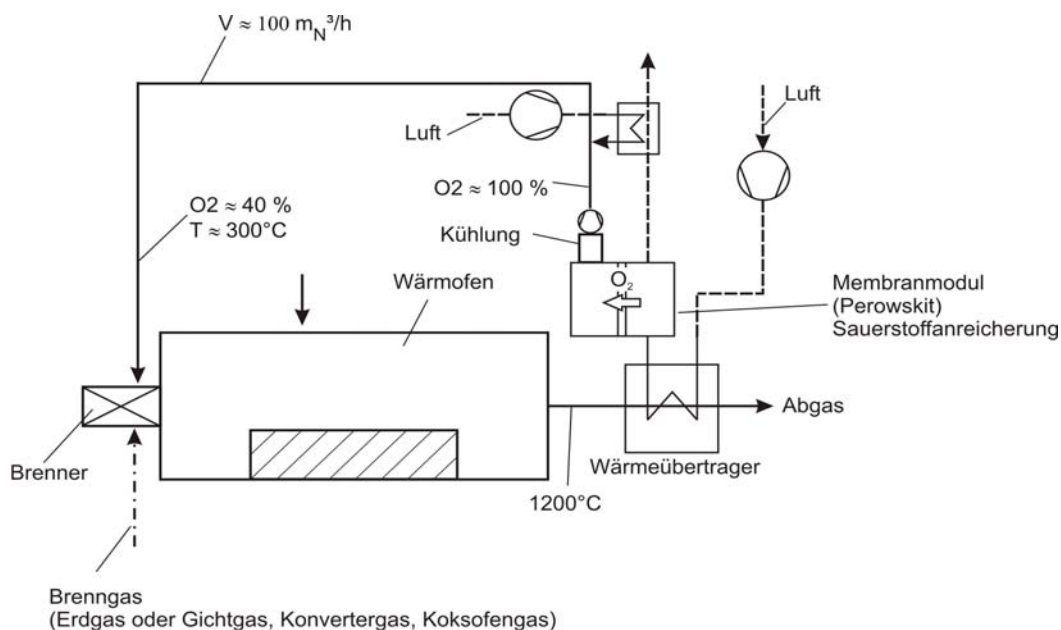 V ≈ 100 m_N³/h
Luft
Luft
O2 ≈ 100 %
O2 ≈ 40 %
T ≈ 300°C
Kühlung
Wärmofen
O₂
Membranmodul
(Perowskit)
Sauerstoffanreicherung
Abgas
Brenner
Wärmeübertrager
1200°C
Brenngas
(Erdgas oder Gichtgas, Konvertergas, Koksofengas)